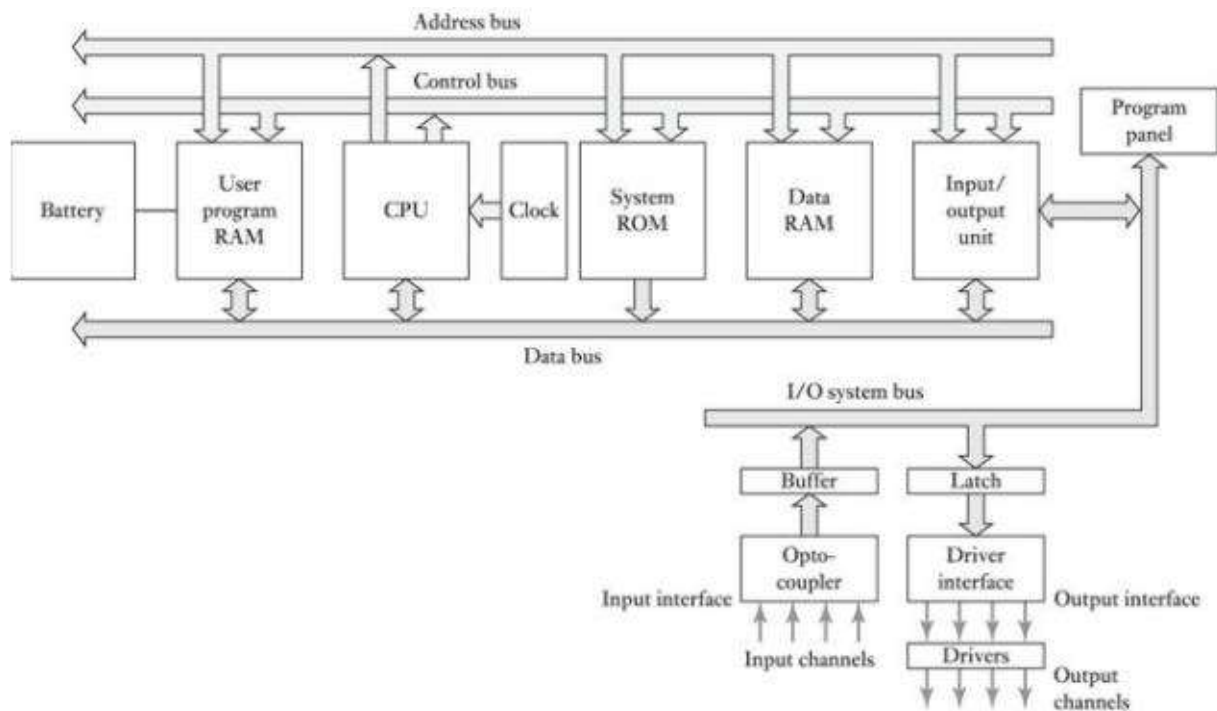 Address bus
Control bus
Program
panel
Battery
User
program
RAM
CPU
Clock
System
ROM
Data
RAM
Input/
output
unit
Data bus
I/O system bus
Buffer
Latch
Opto-
coupler
Driver
interface
Input interface
Output interface
Input channels
Drivers
Output
channels